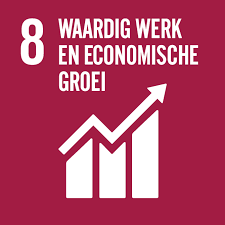 8 WAARDIG WERK
EN ECONOMISCHE
GROEI